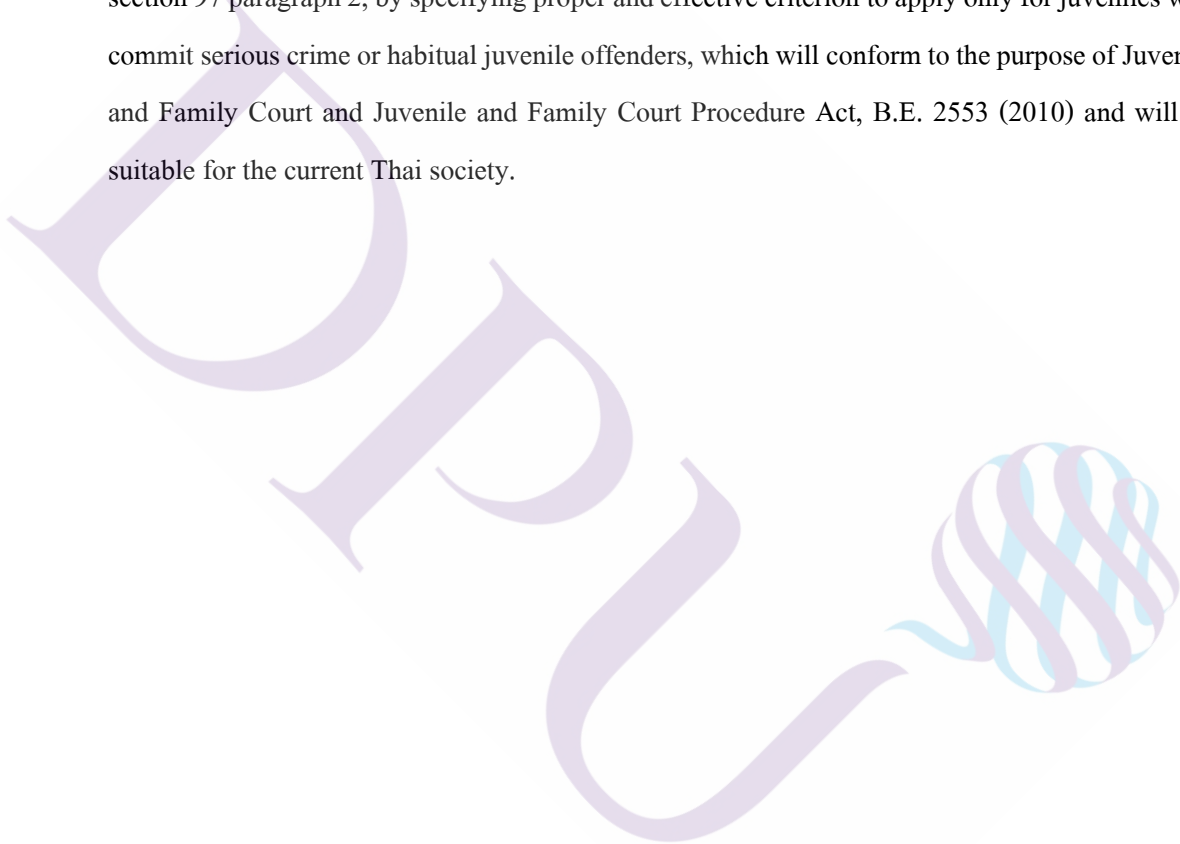 section 97 paragraph 2, by specifying proper and effective criterion to apply only for juveniles
commit serious crime or habitual juvenile offenders, which will conform to the purpose of
and Family Court and Juvenile and Family Court Procedure Act, B.E. 2553 (2010) and will
suitable for the current Thai society.
DPU